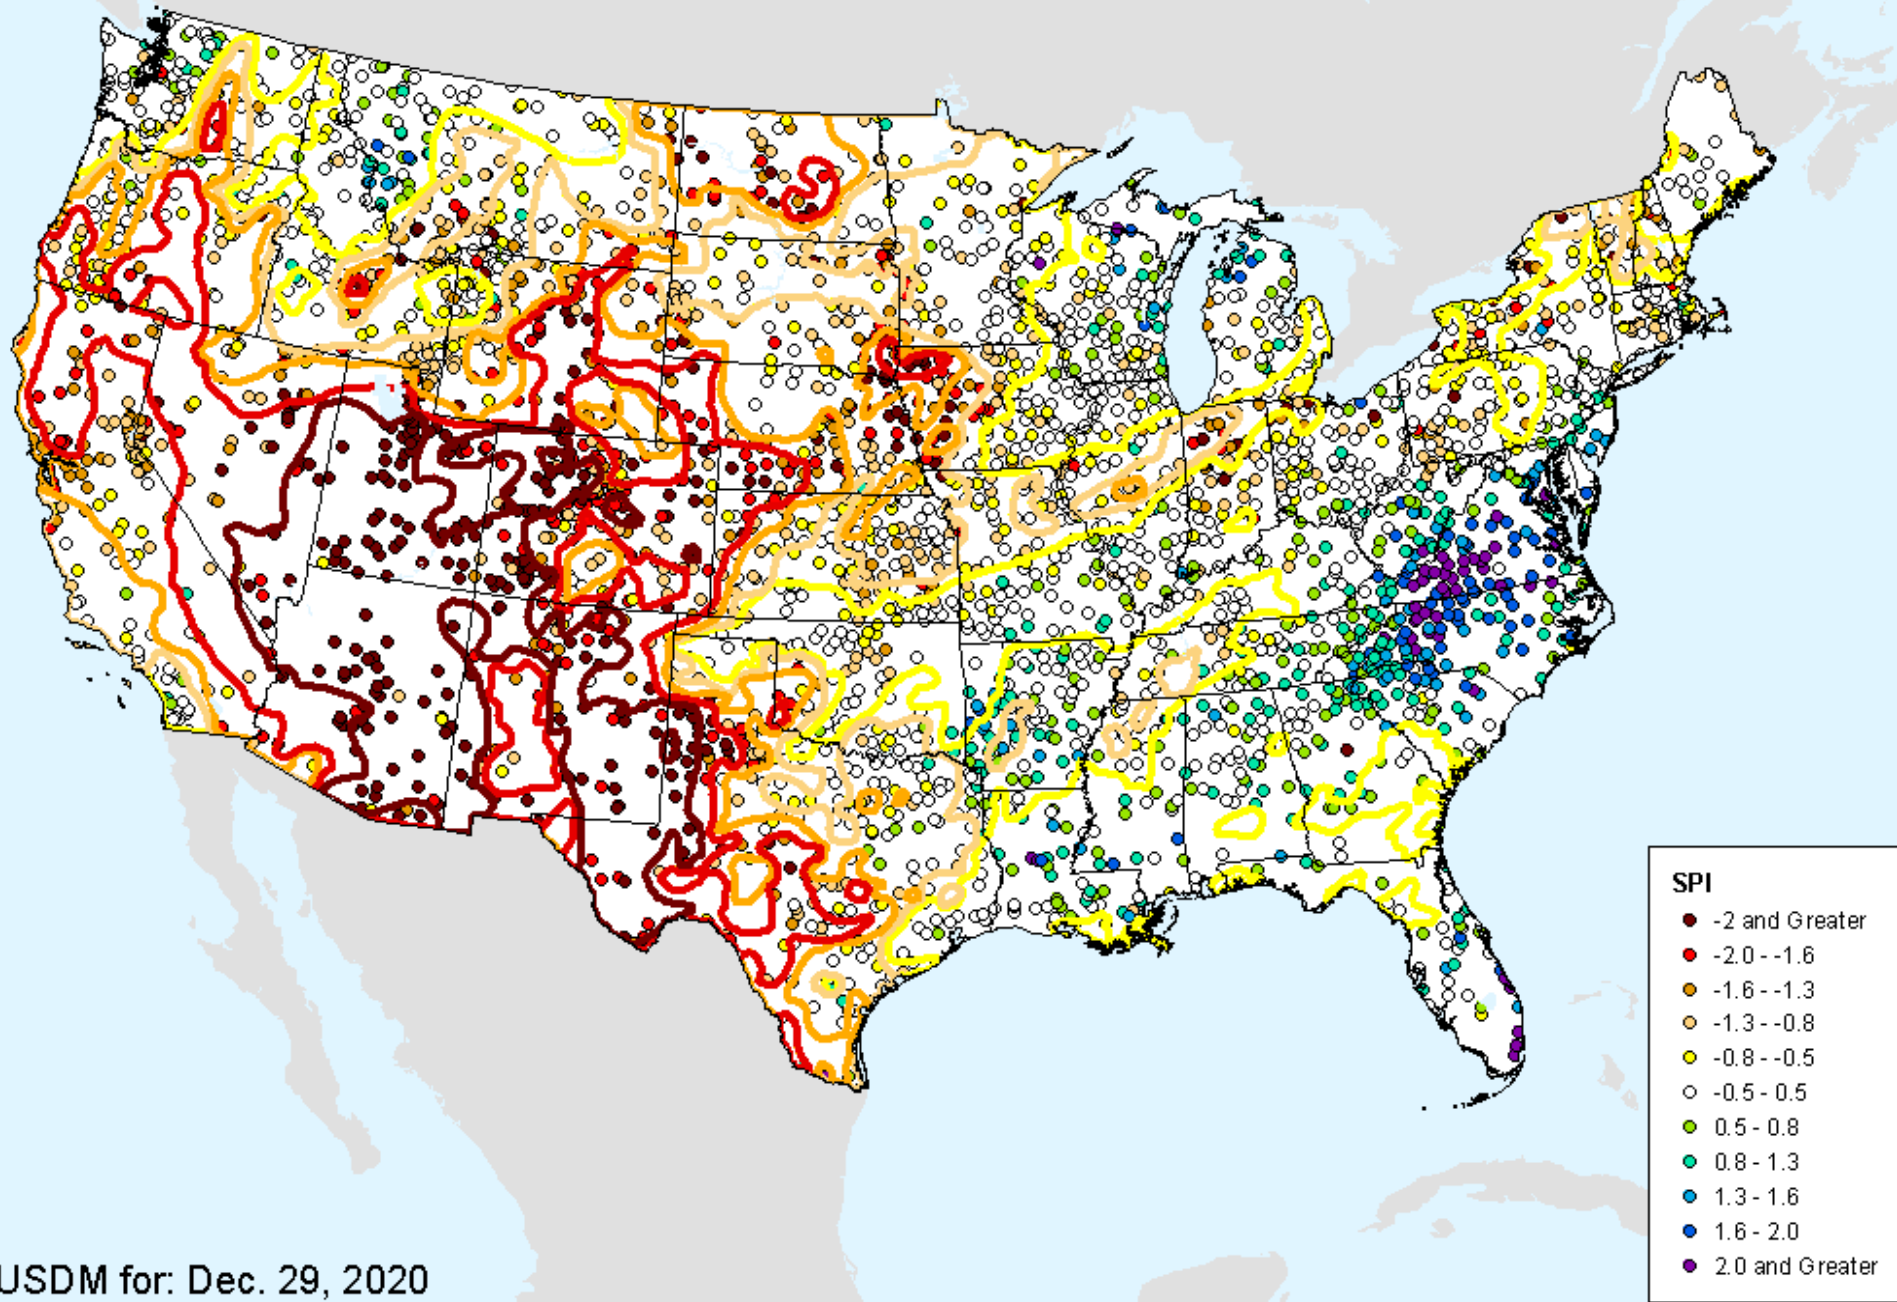 SPI
-2 and Greater
-2.0 - -1.6
-1.6 - -1.3
-1.3 - -0.8
-0.8 - -0.5
-0.5 - 0.5
0.5 - 0.8
0.8 - 1.3
1.3 - 1.6
1.6 - 2.0
2.0 and Greater
USDM for: Dec. 29, 2020